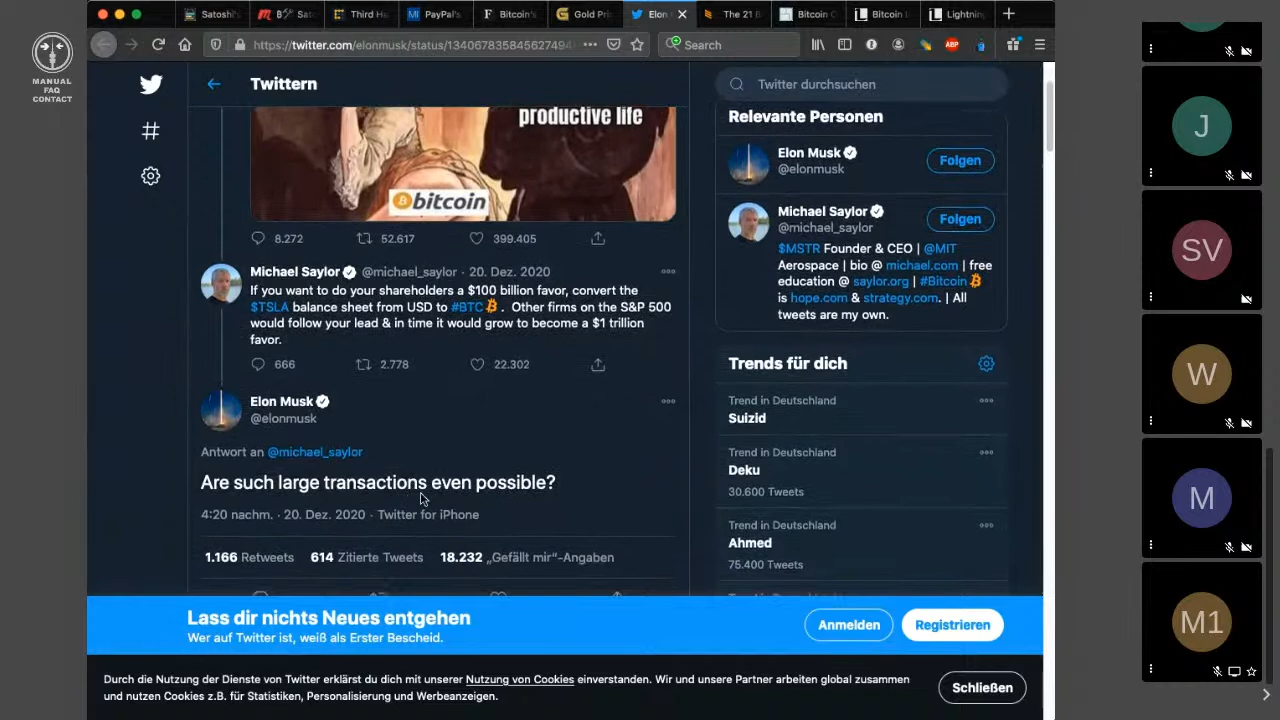 MANUAL
FAQ
CONTACT
Satoshi's
Sat
Third Ha
PayPal's
Bitcoin's
Gold Pri
Elon
The 21
Bitcoin
Bitcoin
Lightnin
https://twitter.com/elonmusk/status/1340678358456274944
Search
ABP
Twittern
Twitter durchsuchen
productive life
bitcoin
8.272
52.617
399.405
Michael Saylor @michael_saylor · 20. Dez. 2020
If you want to do your shareholders a $100 billion favor, convert the
$TSLA balance sheet from USD to #BTC. Other firms on the S&P 500
would follow your lead & in time it would grow to become a $1 trillion
favor.
666
2.778
22.302
Elon Musk
@elonmusk
Antwort an @michael_saylor
Are such large transactions even possible?
4:20 nachm. · 20. Dez. 2020 · Twitter for iPhone
1.166 Retweets 614 Zitierte Tweets 18.232 „Gefällt mir“-Angaben
Relevante Personen
Elon Musk
@elonmusk
Folgen
Michael Saylor
@michael_saylor
Folgen
$MSTR Founder & CEO | @MIT
Aerospace | bio @ michael.com | free
education @ saylor.org | #Bitcoin
is hope.com & strategy.com. | All
tweets are my own.
Trends für dich
Trend in Deutschland
Suizid
Trend in Deutschland
Deku
30.600 Tweets
Trend in Deutschland
Ahmed
75.400 Tweets
Lass dir nichts Neues entgehen
Wer auf Twitter ist, weiß als Erster Bescheid.
Anmelden
Registrieren
Durch die Nutzung der Dienste von Twitter erklärst du dich mit unserer Nutzung von Cookies einverstanden. Wir und unsere Partner arbeiten global zusammen
und nutzen Cookies z.B. für Statistiken, Personalisierung und Werbeanzeigen.
Schließen
J
SV
W
M
M1